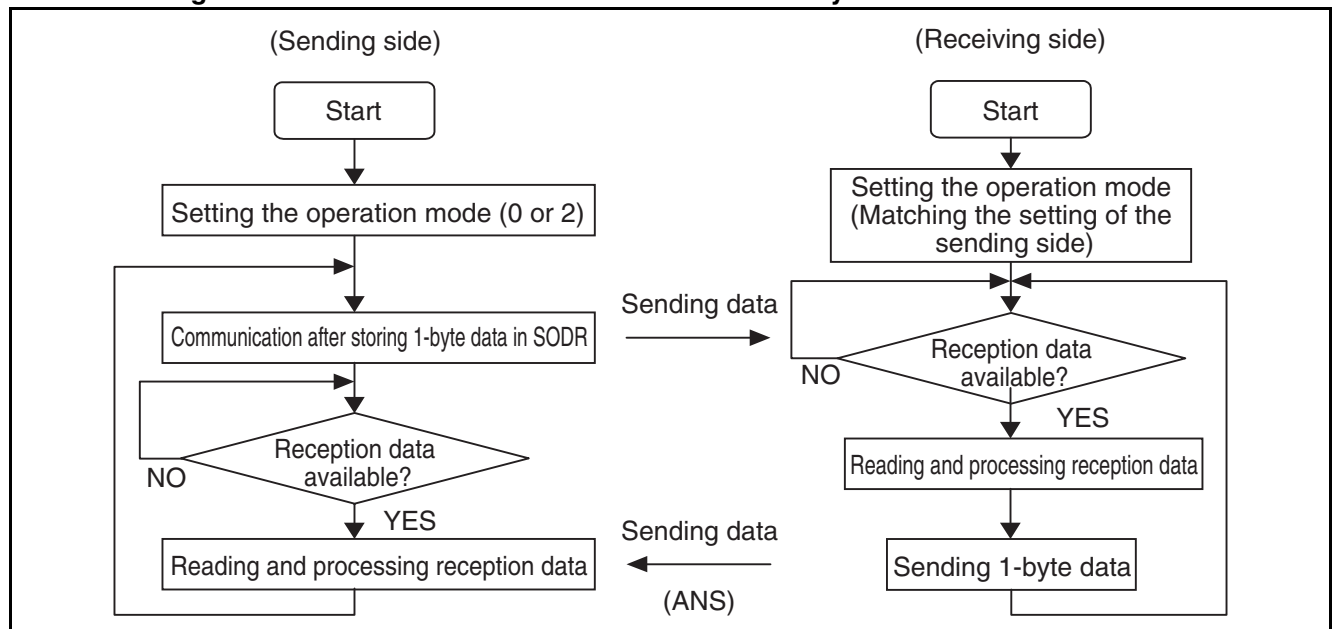 (Sending side)
Start
Setting the operation mode (0 or 2)
Communication after storing 1-byte data in SODR
Reception data
available?
NO
YES
Reading and processing reception data
Sending data
Sending data
(ANS)
(Receiving side)
Start
Setting the operation mode
(Matching the setting of the
sending side)
Reception data
available?
NO
YES
Reading and processing reception data
Sending 1-byte data